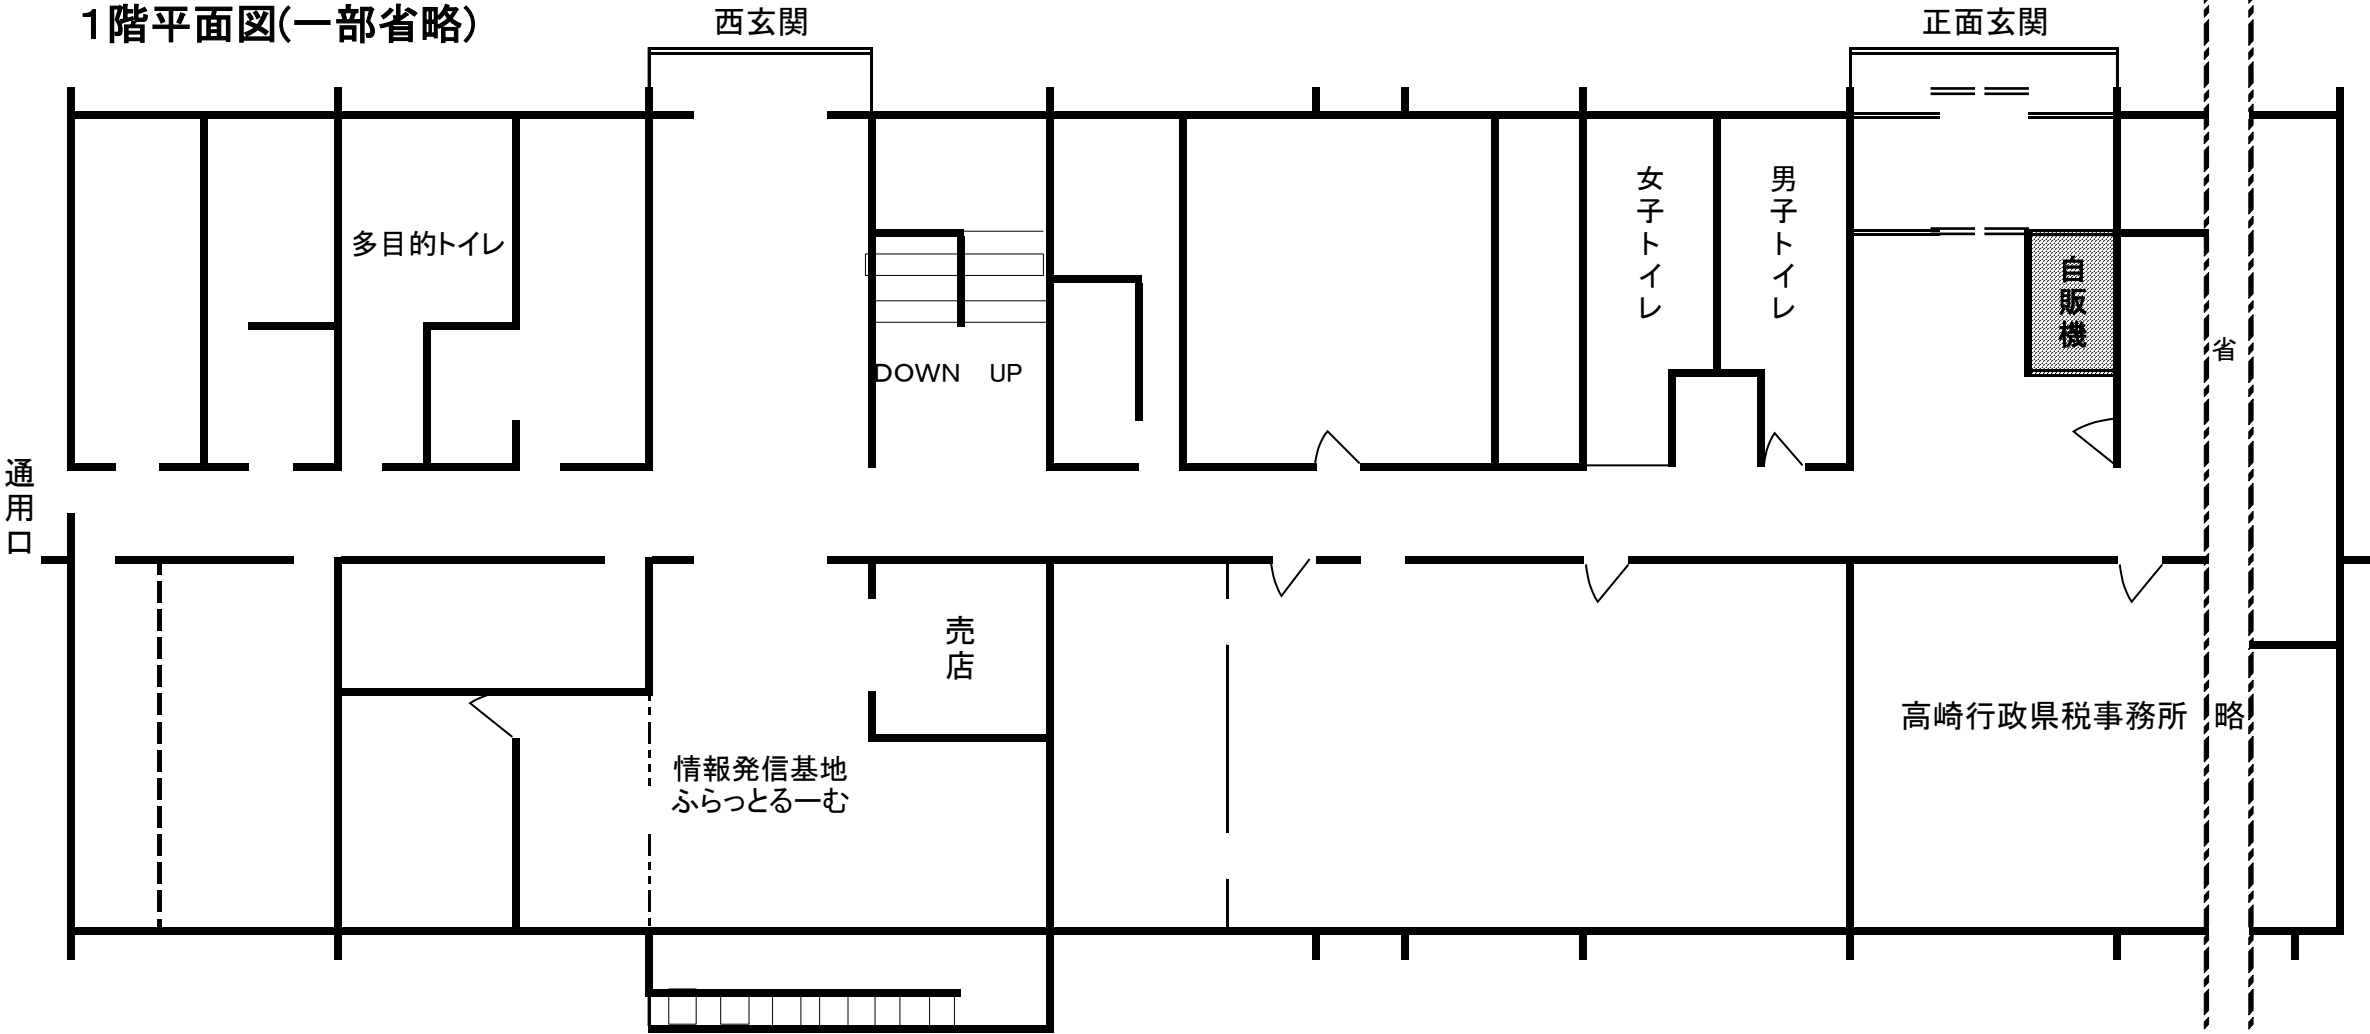 1階平面図(一部省略)
西玄関
正面玄関
多目的トイレ
女子トイレ
男子トイレ
自販機
省
DOWN UP
通用口
売店
高崎行政県税事務所
略
情報発信基地
ふらっとるーむ